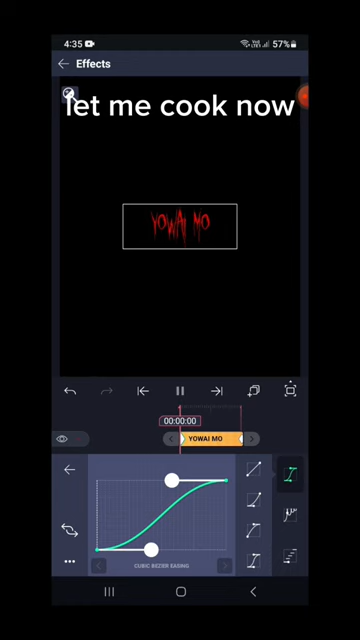 4:35
57%
Effects
let me cook now
YOWAI MO
00:00:00
YOWAI MO
CUBIC BEZIER EASING